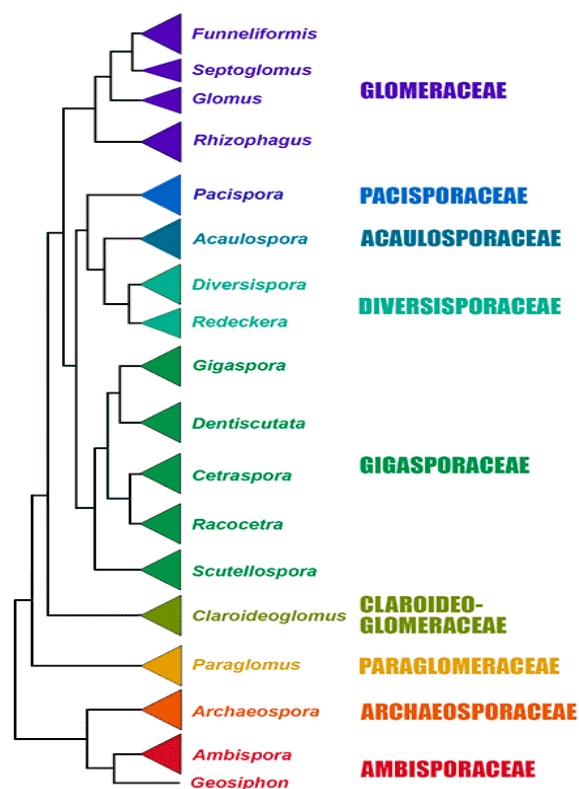 Funneliformis
Septoglomus
Glomus
Rhizophagus
GLOMERACEAE
Pacispora
PACISPORACEAE
Acaulospora
ACAULOSPORACEAE
Diversispora
Redeckera
DIVERSISPORACEAE
Gigaspora
Dentiscutata
Cetraspora
Racocetra
Scutellospora
GIGASPORACEAE
Claroideoglomus
CLAROIDEO-
GLOMERACEAE
Paraglomus
PARAGLOMERACEAE
Archaeospora
ARCHAEOSPORACEAE
Ambispora
Geosiphon
AMBISPORACEAE